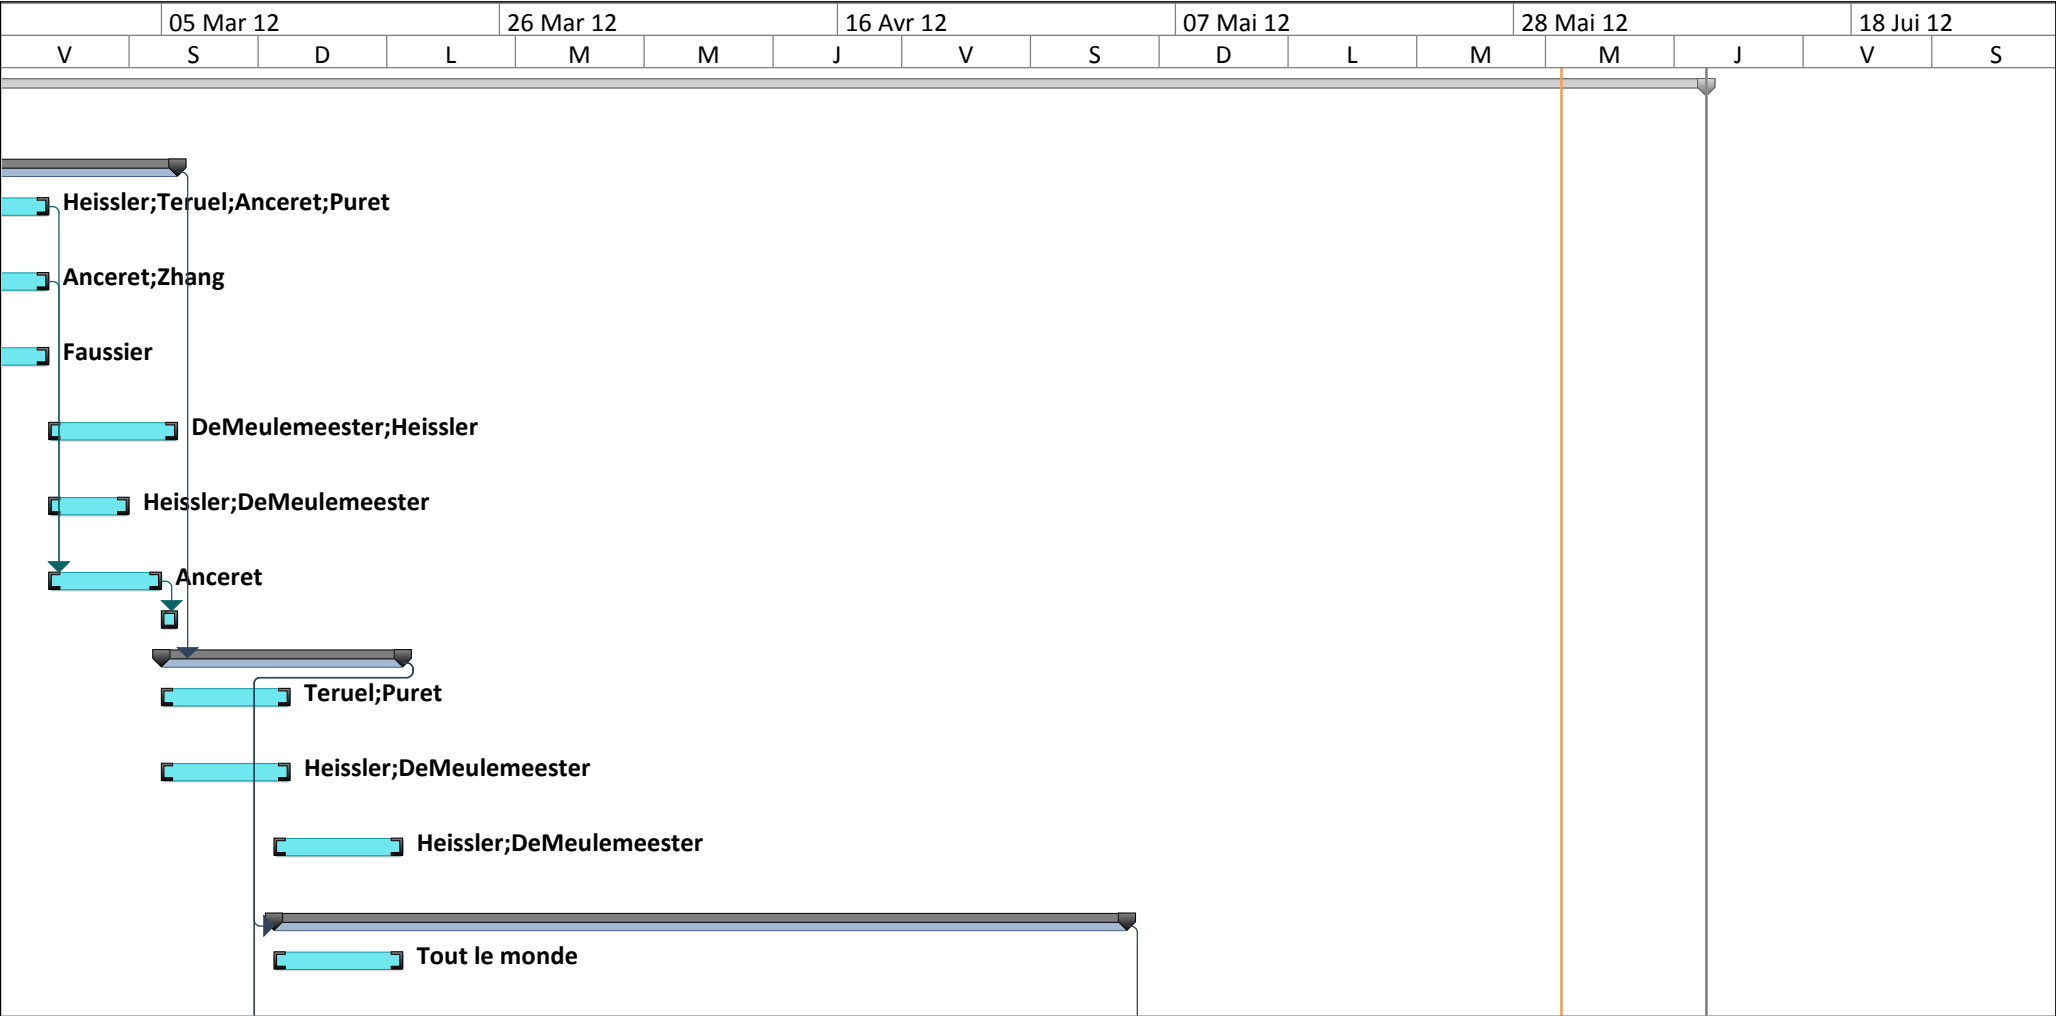 05 Mar 12 26 Mar 12 16 Avr 12 07 Mai 12 28 Mai 12 18 Jui 12
V S D L M M J V S D L M M J V S
Heissler;Teruel;Anceret;Puret
Anceret;Zhang
Faussier
DeMeulemeester;Heissler
Heissler;DeMeulemeester
Anceret
Teruel;Puret
Heissler;DeMeulemeester
Heissler;DeMeulemeester
Tout le monde